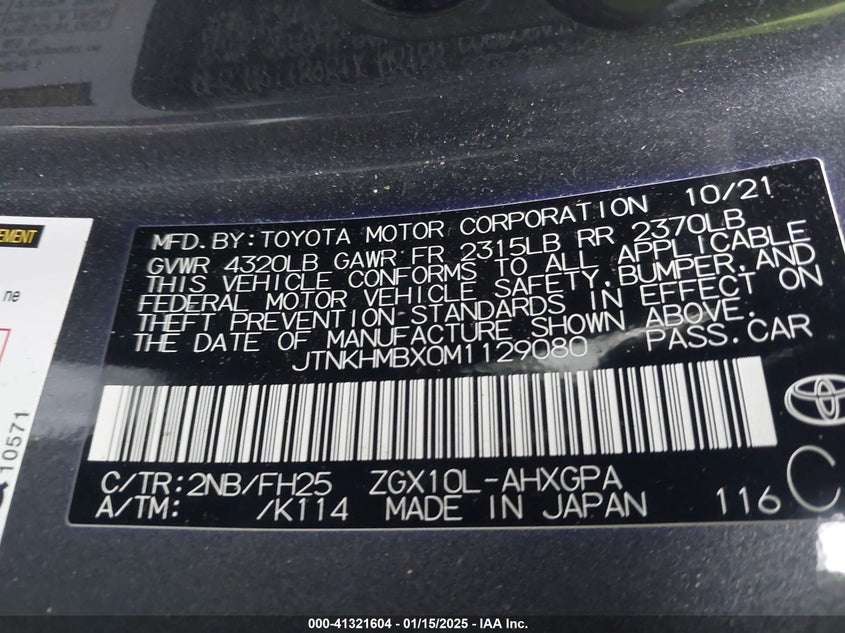 EMENT
ne
10571
MFD. BY: TOYOTA MOTOR CORPORATION 10/21
GVWR 4320LB GAWR FR 2315LB RR 2370LB
THIS VEHICLE CONFORMS TO ALL APPLICABLE
FEDERAL MOTOR VEHICLE SAFETY, BUMPER, AND
THEFT PREVENTION STANDARDS IN EFFECT ON
THE DATE OF MANUFACTURE SHOWN ABOVE.
JTNKHMBX0M1129080 PASS. CAR
C/TR: 2NB/FH25 ZGX10L-AHXGPA
A/TM: /K114 MADE IN JAPAN 116 C
000-41321604 - 01/15/2025 - IAA Inc.